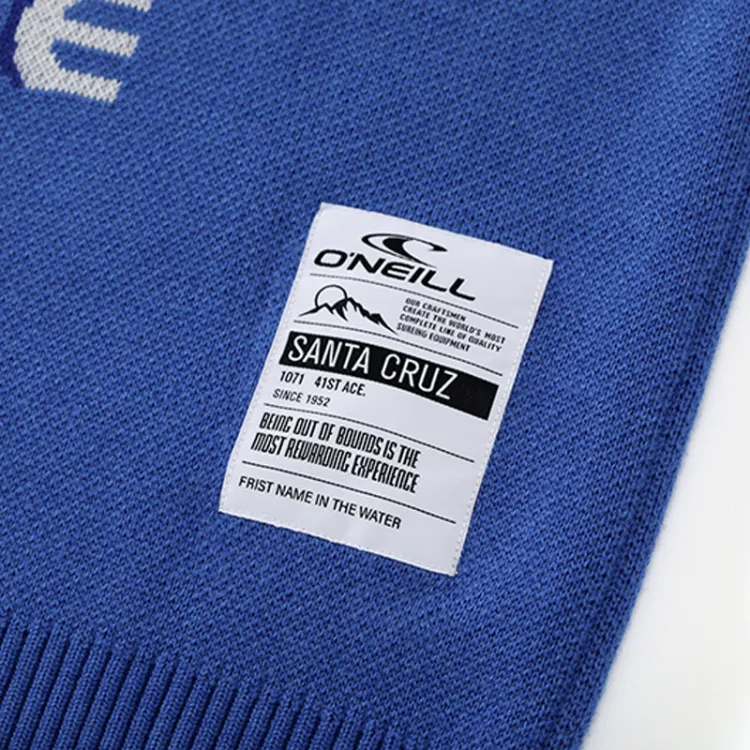 O'NEILL
OUR CRAFTSMEN
CREATE THE WORLD'S MOST
COMPLETE LINE OF QUALITY
SURFING EQUIPMENT
SANTA CRUZ
1071 41ST ACE.
SINCE 1952
BEING OUT OF BOUNDS IS THE
MOST REWARDING EXPERIENCE
FRIST NAME IN THE WATER